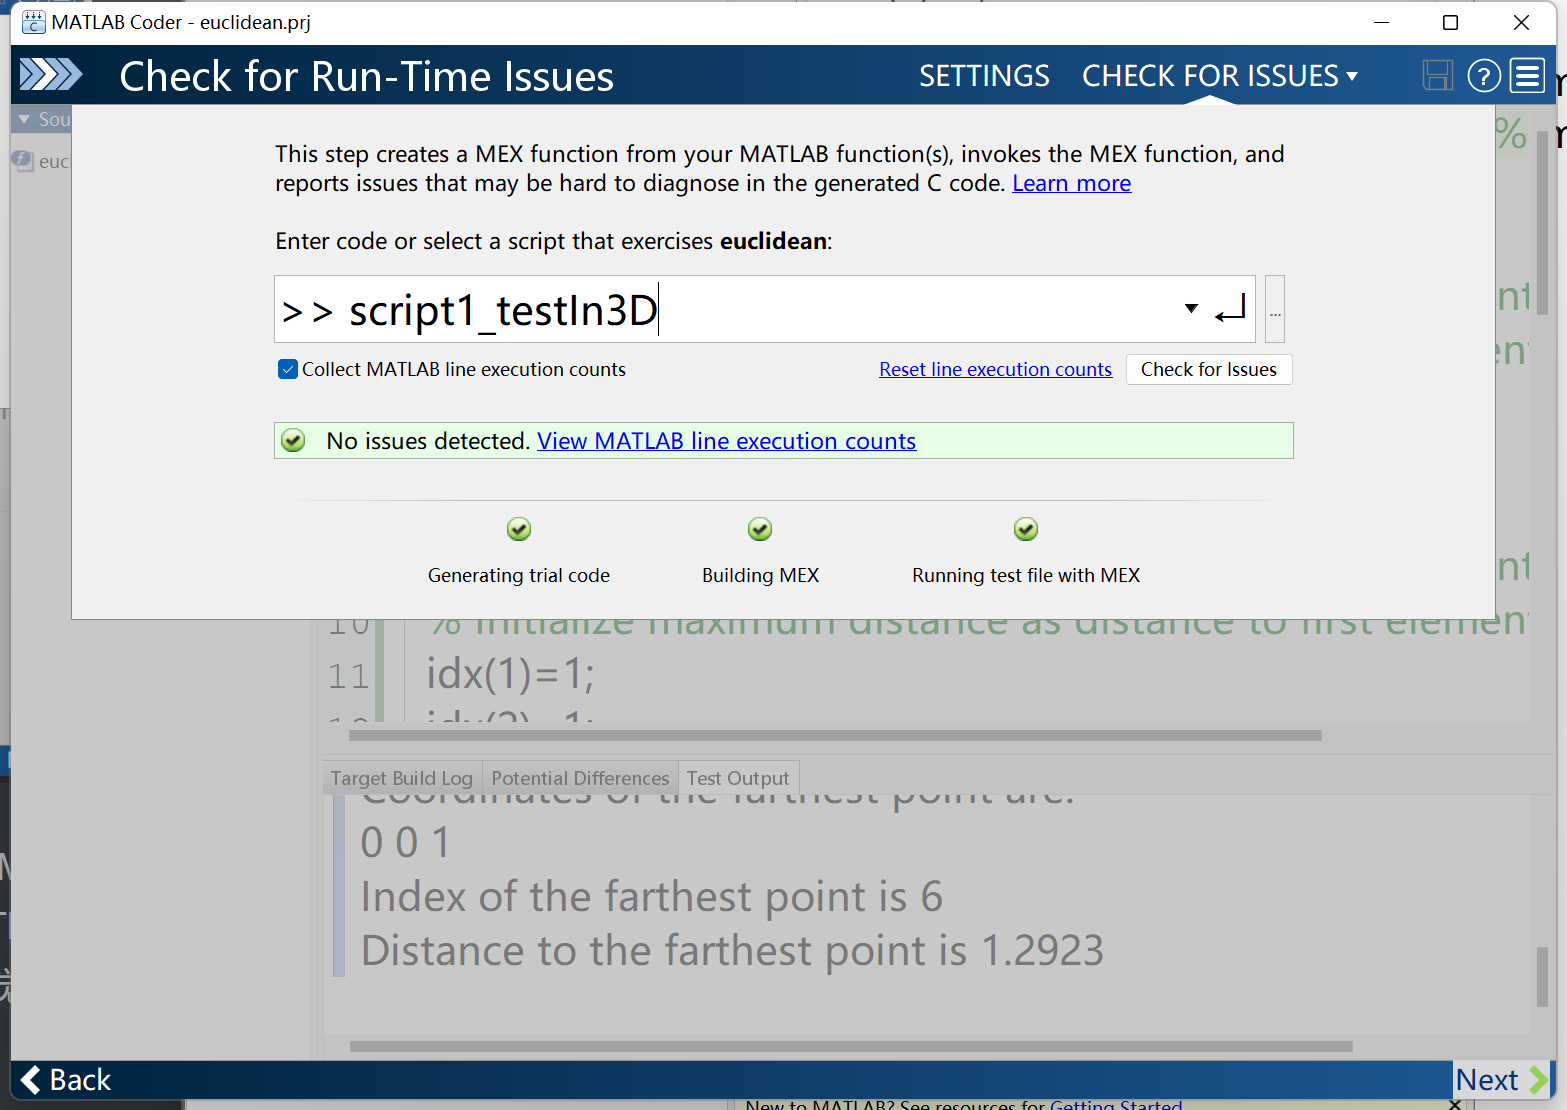 MATLAB Coder - euclidean.prj
Check for Run-Time Issues
SETTINGS
CHECK FOR ISSUES
Sou
euc
This step creates a MEX function from your MATLAB function(s), invokes the MEX function, and
reports issues that may be hard to diagnose in the generated C code. Learn more
Enter code or select a script that exercises euclidean:
>> script1_testIn3D
...
Collect MATLAB line execution counts
Reset line execution counts
Check for Issues
No issues detected. View MATLAB line execution counts
Generating trial code
Building MEX
Running test file with MEX
10 % Initialize maximum distance as distance to first element
11 idx(1)=1;
Target Build Log
Potential Differences
Test Output
Coordinates of the farthest point are:
0 0 1
Index of the farthest point is 6
Distance to the farthest point is 1.2923
Back
Next
New to MATLAB? See resources for Getting Started